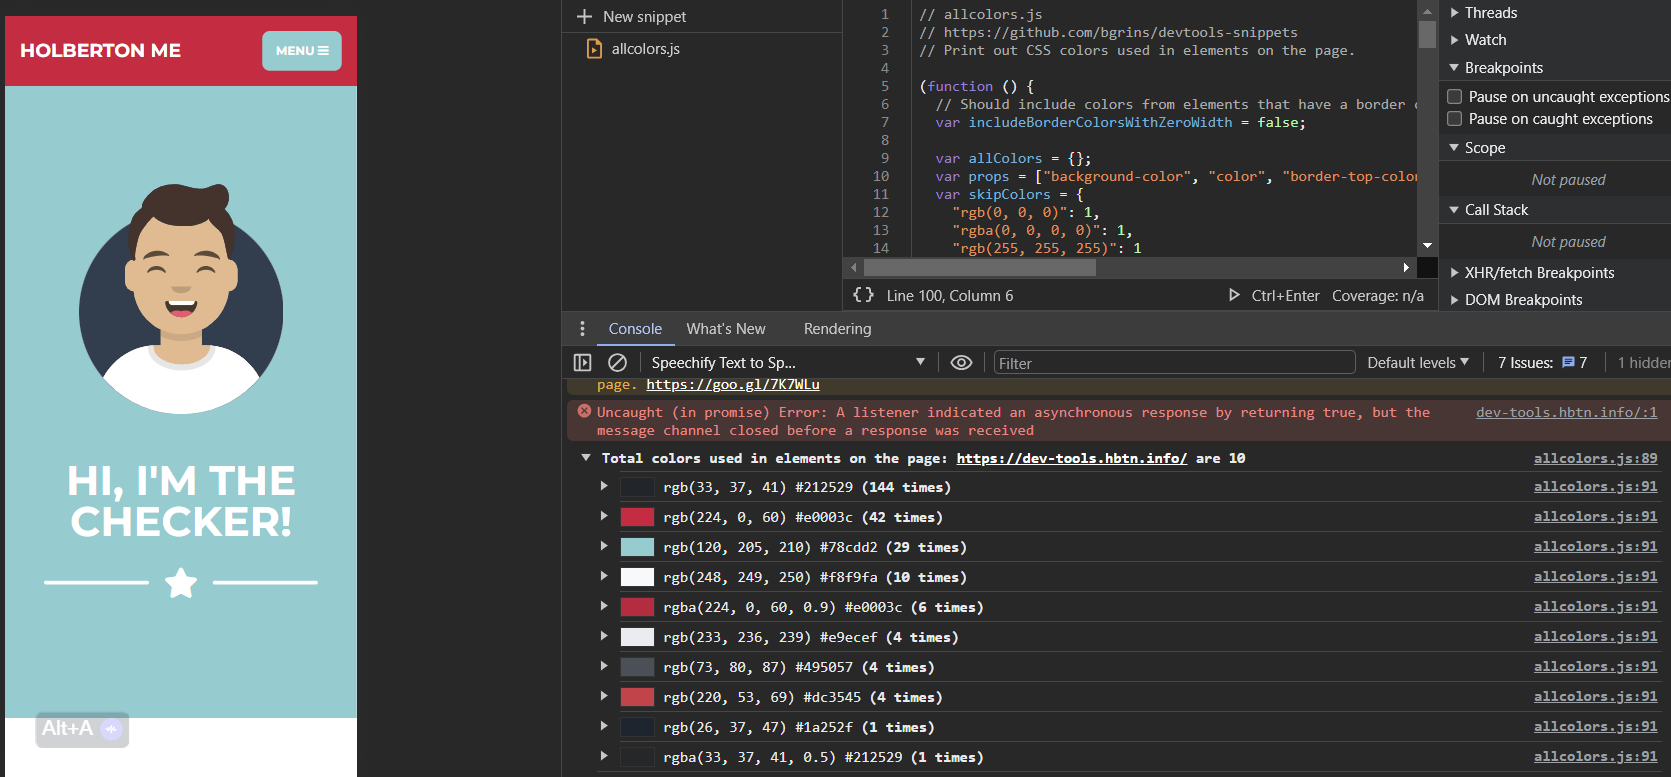 HOLBERTON ME
MENU
HI, I'M THE
CHECKER!
Alt+A
New snippet
allcolors.js
1 // allcolors.js
2 // https://github.com/bgrins/devtools-snippets
3 // Print out CSS colors used in elements on the page.
4
5 (function () {
6 // Should include colors from elements that have a border
7 var includeBorderColorsWithZeroWidth = false;
8
9 var allColors = {};
10 var props = ["background-color", "color", "border-top-color
11 var skipColors = {
12 "rgb(0, 0, 0)": 1,
13 "rgba(0, 0, 0, 0)": 1,
14 "rgb(255, 255, 255)": 1
{} Line 100, Column 6
Ctrl+Enter Coverage: n/a
Threads
Watch
Breakpoints
Pause on uncaught exceptions
Pause on caught exceptions
Scope
Not paused
Call Stack
Not paused
XHR/fetch Breakpoints
DOM Breakpoints
Console What's New Rendering
Speechify Text to Sp... Filter Default levels 7 Issues: 7 1 hidden
page. https://goo.gl/7K7WLu
Uncaught (in promise) Error: A listener indicated an asynchronous response by returning true, but the dev-tools.hbtn.info/:1
message channel closed before a response was received
Total colors used in elements on the page: https://dev-tools.hbtn.info/ are 10 allcolors.js:89
rgb(33, 37, 41) #212529 (144 times) allcolors.js:91
rgb(224, 0, 60) #e0003c (42 times) allcolors.js:91
rgb(120, 205, 210) #78cdd2 (29 times) allcolors.js:91
rgb(248, 249, 250) #f8f9fa (10 times) allcolors.js:91
rgba(224, 0, 60, 0.9) #e0003c (6 times) allcolors.js:91
rgb(233, 236, 239) #e9ecef (4 times) allcolors.js:91
rgb(73, 80, 87) #495057 (4 times) allcolors.js:91
rgb(220, 53, 69) #dc3545 (4 times) allcolors.js:91
rgb(26, 37, 47) #1a252f (1 times) allcolors.js:91
rgba(33, 37, 41, 0.5) #212529 (1 times) allcolors.js:91